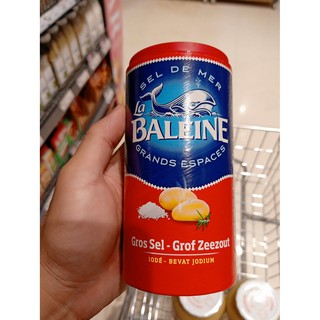 SEL DE MER
La
BALEINE
GRANDS ESPACES
Gros Sel - Grof Zeezout
IODÉ - BEVAT JODIUM